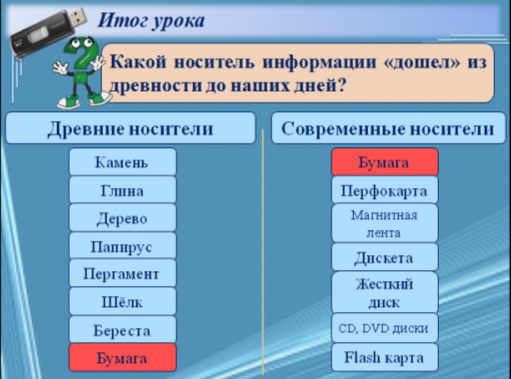 Итог урока
Какой носитель информации «дошел» из
древности до наших дней?
Древние носители
Камень
Глина
Дерево
Папирус
Пергамент
Шёлк
Береста
Бумага
Современные носители
Бумага
Перфокарта
Магнитная
лента
Дискета
Жесткий
диск
CD, DVD диски
Flash карта